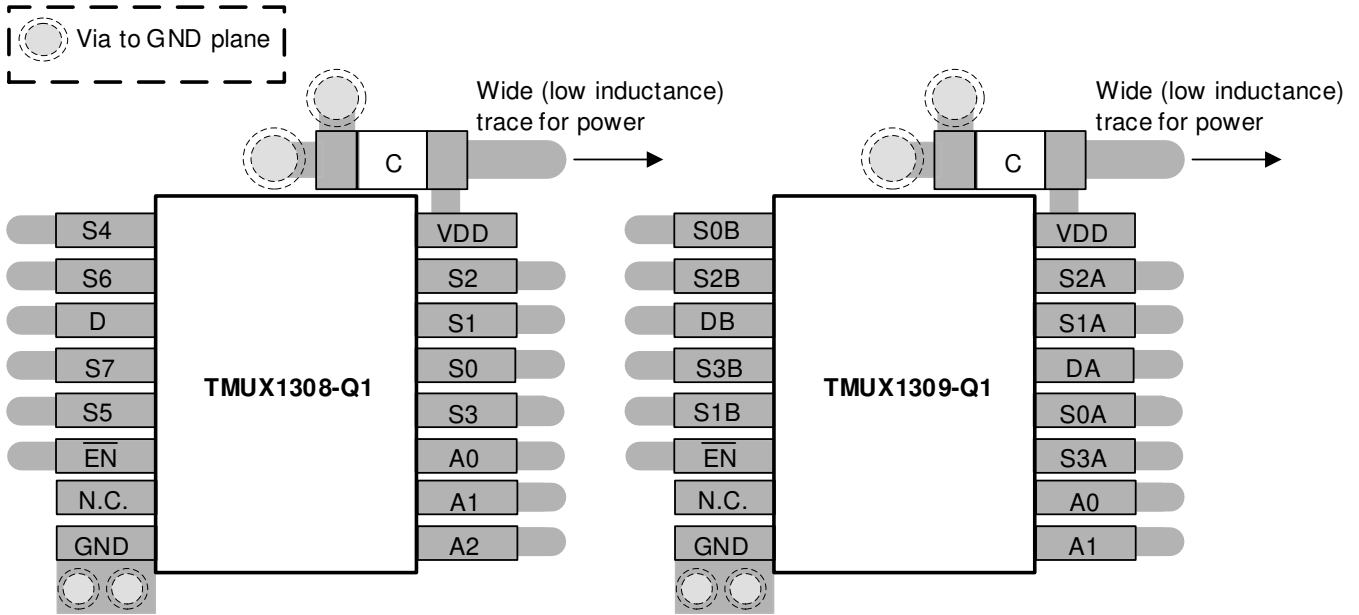 Via to GND plane
Wide (low inductance)
trace for power
C
S4
S6
D
S7
S5
EN
N.C.
GND
TMUX1308-Q1
VDD
S2
S1
S0
S3
A0
A1
A2
Wide (low inductance)
trace for power
C
S0B
S2B
DB
S3B
S1B
EN
N.C.
GND
TMUX1309-Q1
VDD
S2A
S1A
DA
S0A
S3A
A0
A1